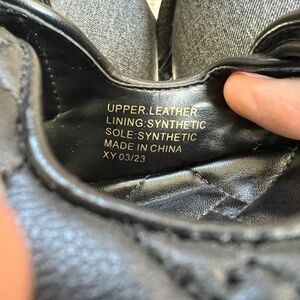 UPPER.LEATHER
LINING:SYNTHETIC
SOLE:SYNTHETIC
MADE IN CHINA
XY 03/23